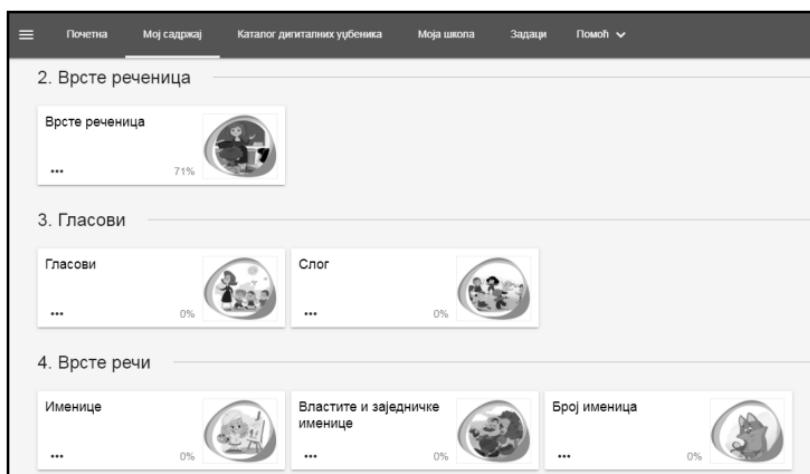 Почетна Мој садржај Каталог дигиталних уџбеника Моја школа Задаци Помоћ
2. Врсте реченица
Врсте реченица
... 71%
3. Гласови
Гласови
... 0%
Слог
... 0%
4. Врсте речи
Именице
... 0%
Властите и заједничке
именице
... 0%
Број именица
... 0%